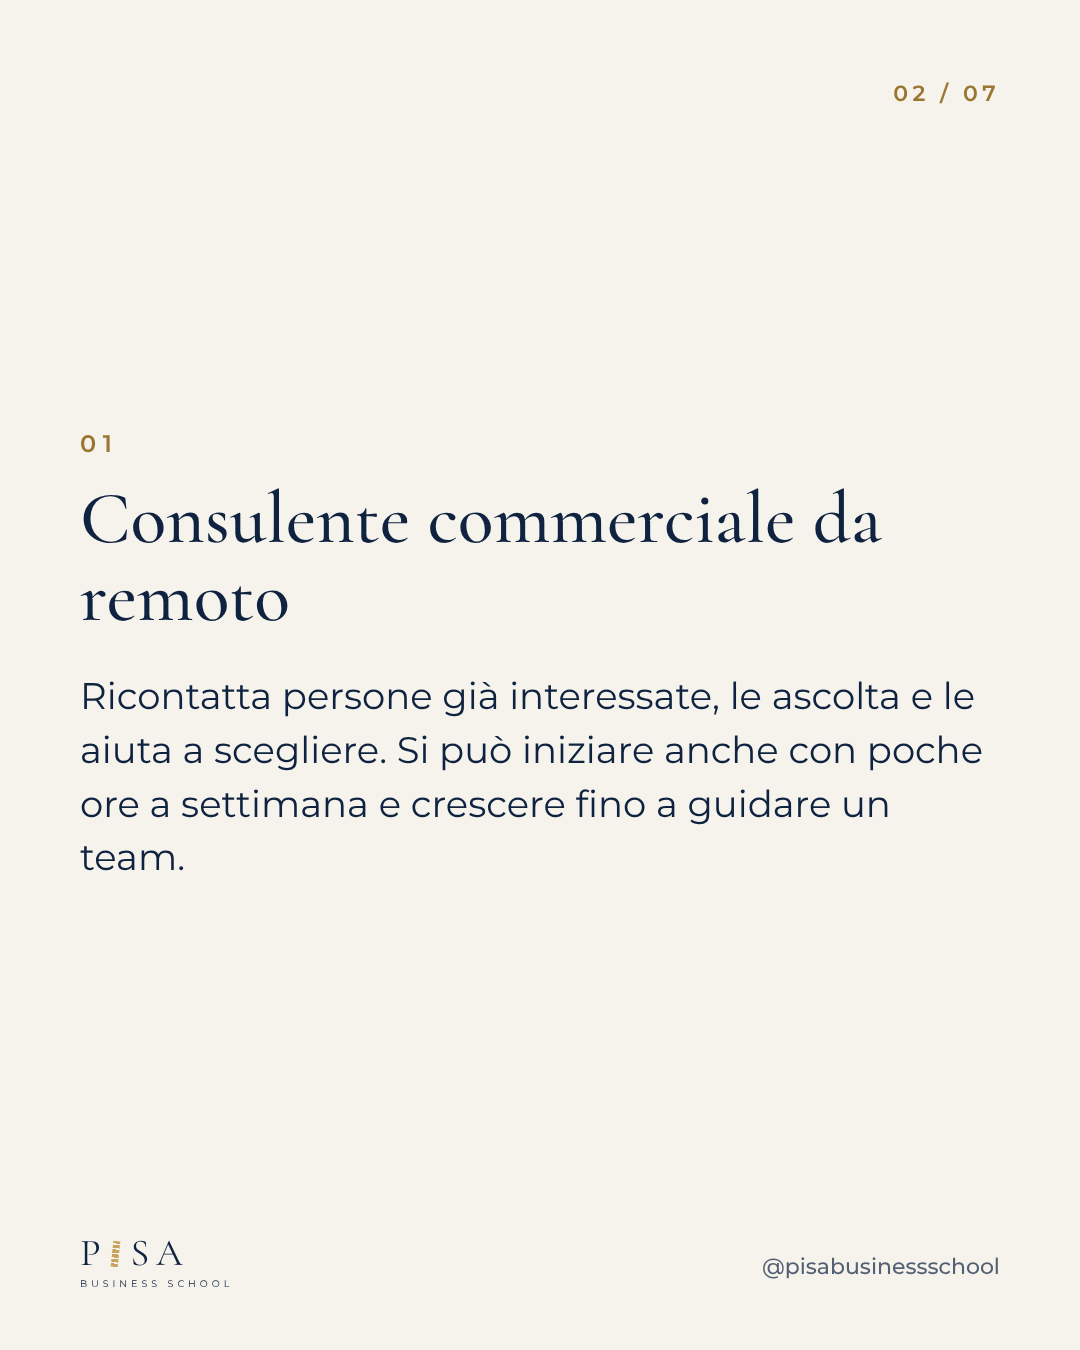 02 / 07
01
Consulente commerciale da
remoto
Ricontatta persone già interessate, le ascolta e le
aiuta a scegliere. Si può iniziare anche con poche
ore a settimana e crescere fino a guidare un
team.
PISA
BUSINESS SCHOOL
@pisabusinessschool